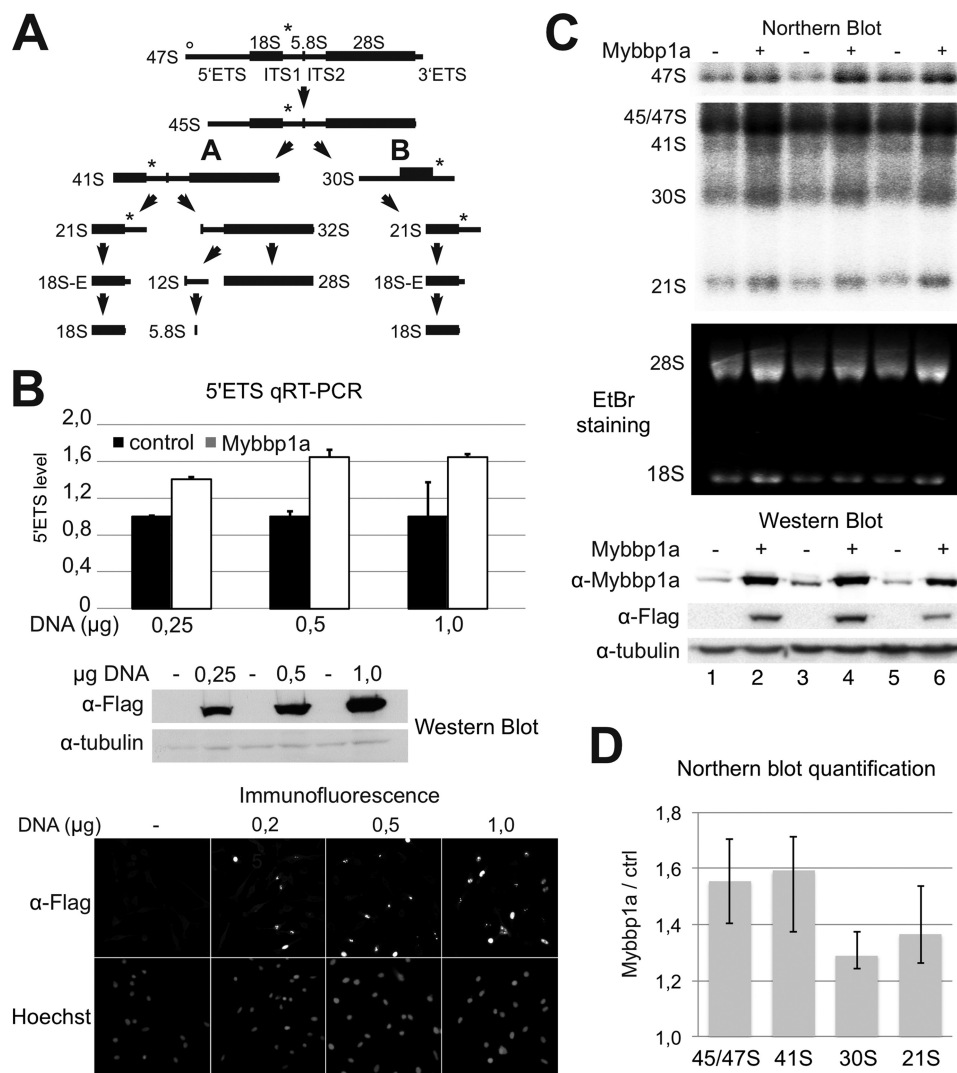 A
*
18S 5.8S 28S
47S
5'ETS ITS1 ITS2 3'ETS
*
45S
A B
* *
41S 30S
* *
21S 32S 21S
18S-E 12S 28S 18S-E
18S 5.8S 18S
B
5'ETS qRT-PCR
2,0
control Mybbp1a
1,6
1,2
0,8
0,4
0
5'ETS level
DNA (µg) 0,25 0,5 1,0
µg DNA - 0,25 - 0,5 - 1,0
α-Flag
α-tubulin
Western Blot
Immunofluorescence
DNA (µg) - 0,2 0,5 1,0
5
α-Flag
Hoechst
C
Northern Blot
Mybbp1a - + - + - +
47S
45/47S
41S
30S
21S
28S
EtBr
staining
18S
Western Blot
Mybbp1a - + - + - +
α-Mybbp1a
α-Flag
α-tubulin
1 2 3 4 5 6
D
Northern blot quantification
1,8
1,6
1,4
1,2
1,0
Mybbp1a / ctrl
45/47S 41S 30S 21S